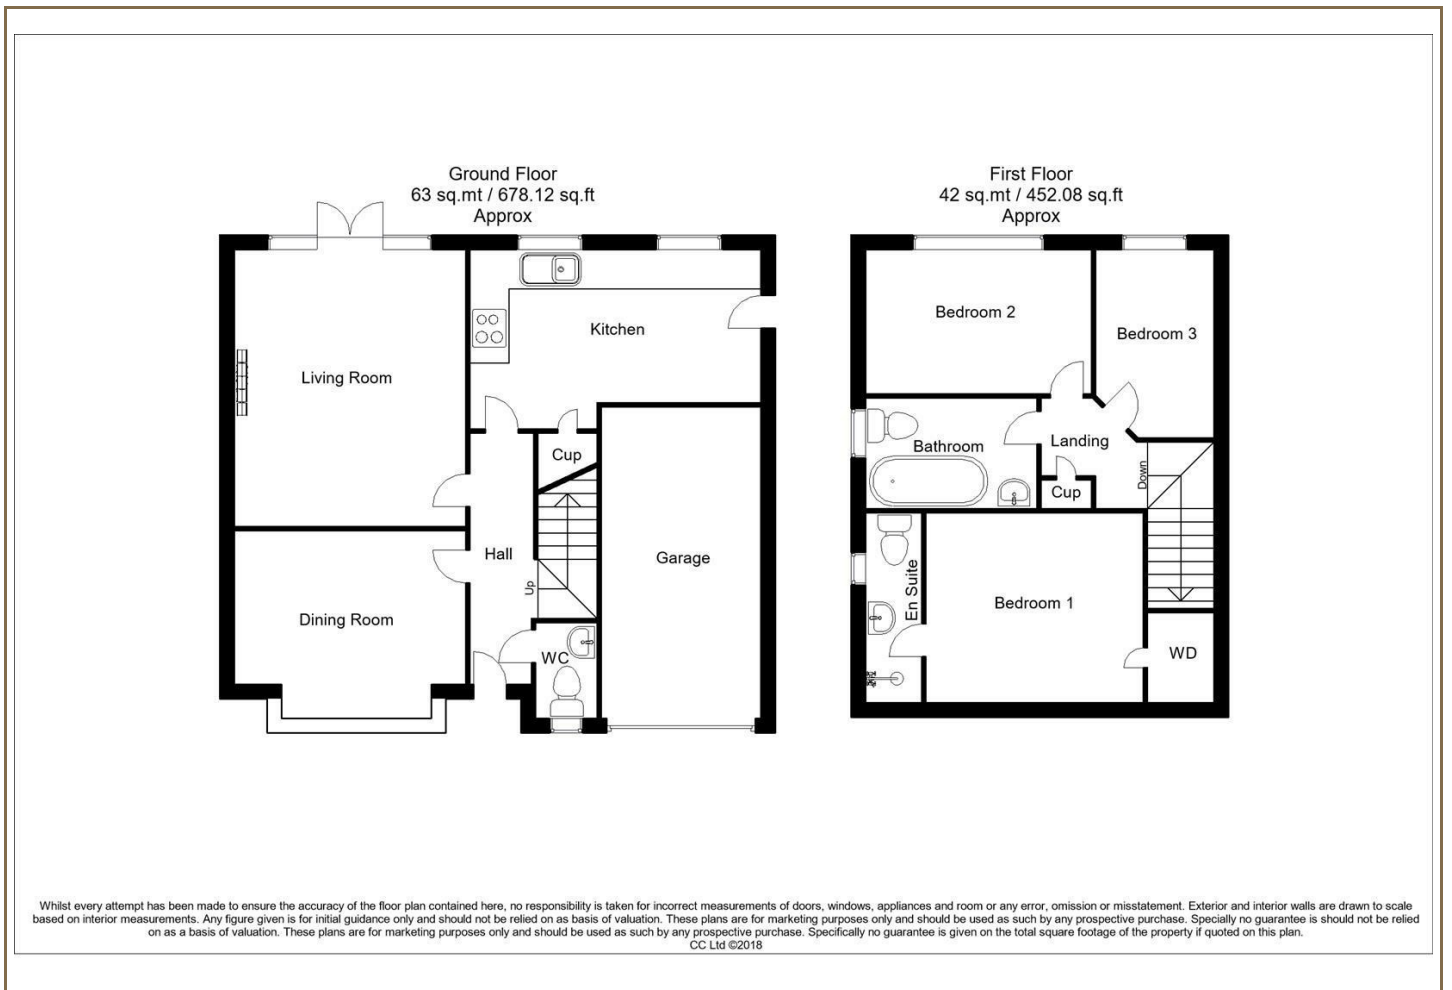 Ground Floor
63 sq.mt / 678.12 sq.ft
Approx
First Floor
42 sq.mt / 452.08 sq.ft
Approx
Living Room
Kitchen
Cup
Hall
Up
Garage
Dining Room
WC
Bedroom 2
Bedroom 3
Bathroom
Landing
Down
Cup
En Suite
Bedroom 1
WD
Whilst every attempt has been made to ensure the accuracy of the floor plan contained here, no responsibility is taken for incorrect measurements of doors, windows, appliances and room or any error, omission or misstatement. Exterior and interior walls are drawn to scale
based on interior measurements. Any figure given is for initial guidance only and should not be relied on as basis of valuation. These plans are for marketing purposes only and should be used as such by any prospective purchase. Specially no guarantee is should not be relied
on as a basis of valuation. These plans are for marketing purposes only and should be used as such by any prospective purchase. Specifically no guarantee is given on the total square footage of the property if quoted on this plan.
CC Ltd ©2018